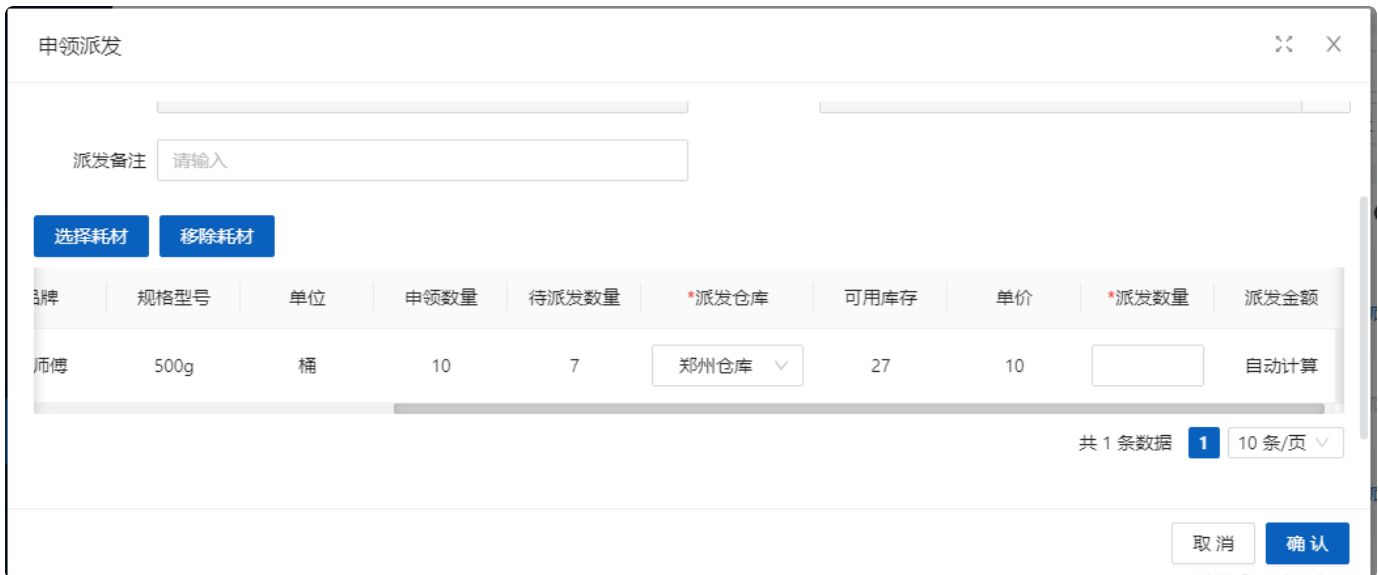 申领派发
派发备注 请输入
选择耗材 移除耗材
品牌 规格型号 单位 申领数量 待派发数量 *派发仓库 可用库存 单价 *派发数量 派发金额
师傅 500g 桶 10 7 郑州仓库 27 10 自动计算
共 1 条数据 1 10 条/页
取 消 确 认